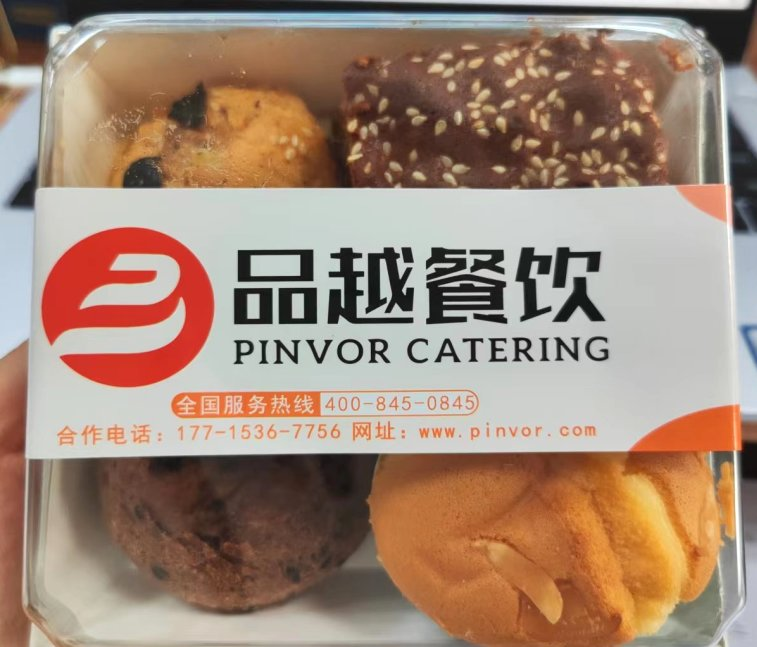 品越餐饮
PINVOR CATERING
全国服务热线 400-845-0845
合作电话：177-1536-7756 网址：www.pinvor.com